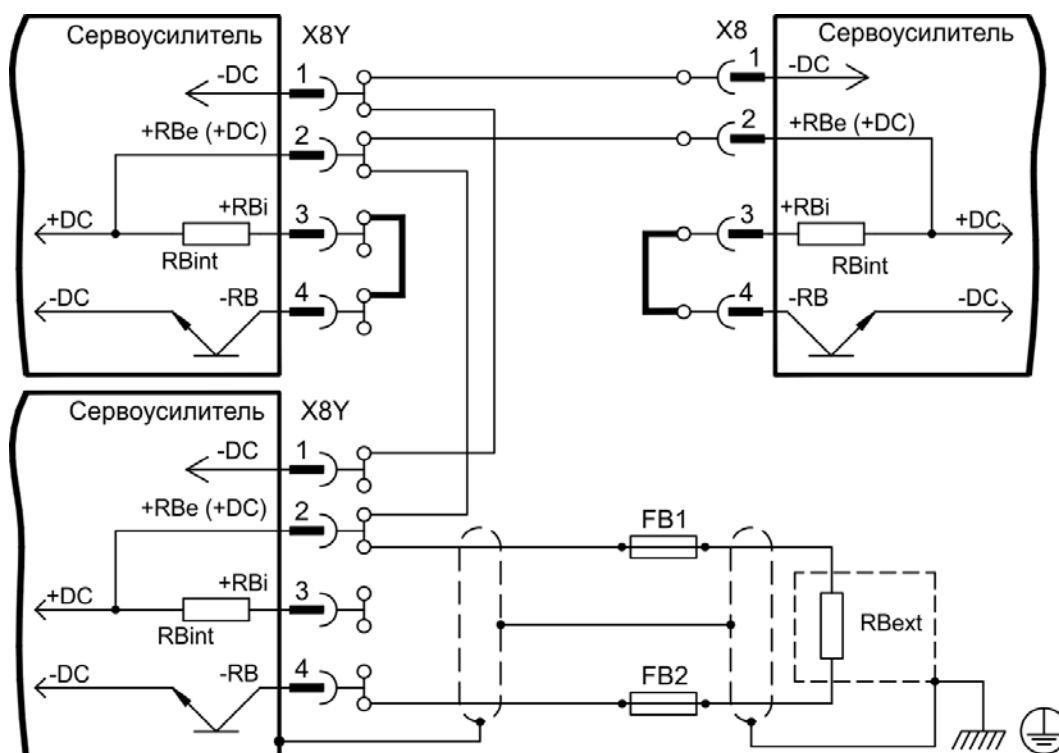 Сервоусилитель
X8Y
-DC
1
+RBe (+DC)
2
+DC
+RBi
3
RBint
-DC
-RB
4
X8
Сервоусилитель
1
-DC
2
+RBe (+DC)
3
+RBi
+DC
RBint
4
-RB
-DC
Сервоусилитель
X8Y
-DC
1
+RBe (+DC)
2
+DC
+RBi
3
RBint
-DC
-RB
4
FB1
RBext
FB2